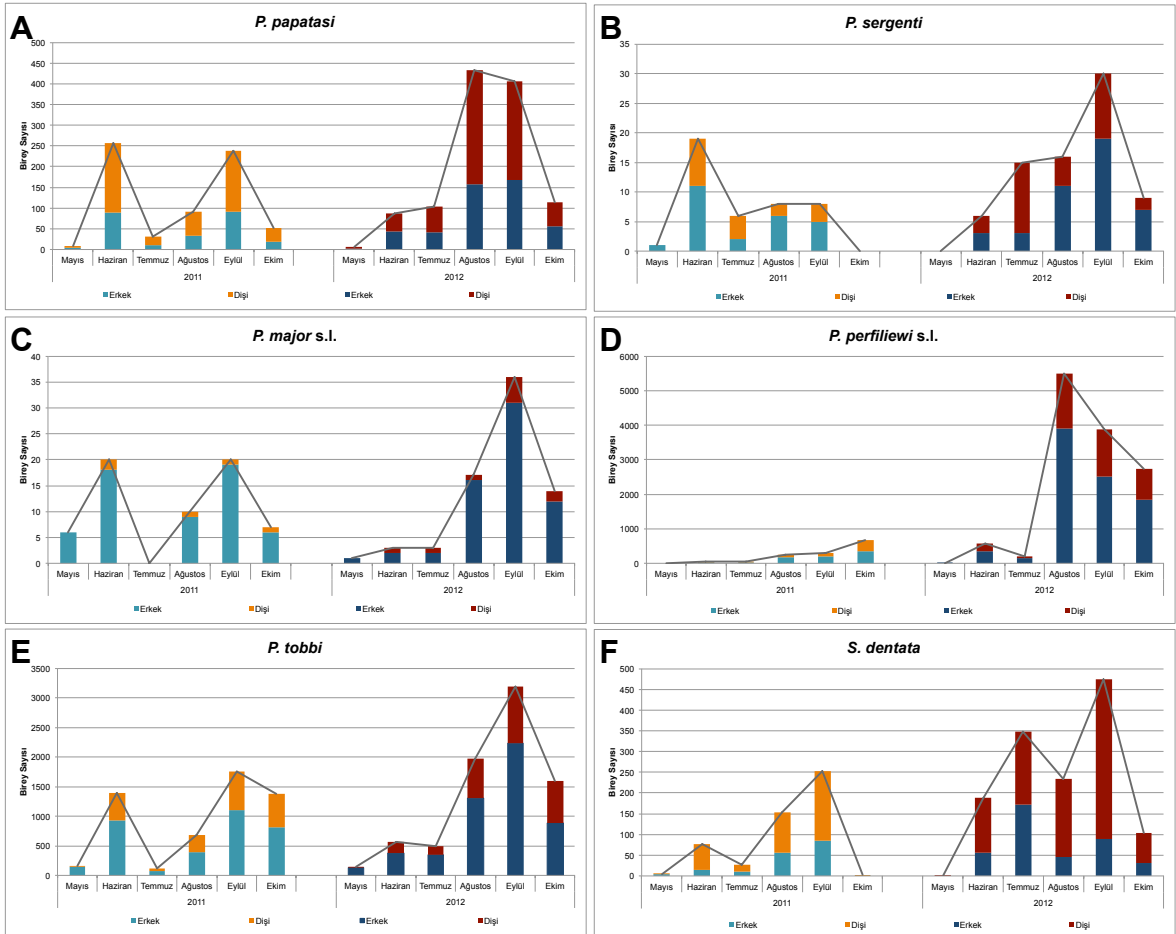 A
P. papatasi
Birey Sayısı
500
450
400
350
300
250
200
150
100
50
0
Mayıs Haziran Temmuz Ağustos Eylül Ekim Mayıs Haziran Temmuz Ağustos Eylül Ekim
2011 2012
Erkek Dişi Erkek Dişi
B
P. sergenti
Birey Sayısı
35
30
25
20
15
10
5
0
Mayıs Haziran Temmuz Ağustos Eylül Ekim Mayıs Haziran Temmuz Ağustos Eylül Ekim
2011 2012
Erkek Dişi Erkek Dişi
C
P. major s.l.
Birey Sayısı
40
35
30
25
20
15
10
5
0
Mayıs Haziran Temmuz Ağustos Eylül Ekim Mayıs Haziran Temmuz Ağustos Eylül Ekim
2011 2012
Erkek Dişi Erkek Dişi
D
P. perfiliewi s.l.
Birey Sayısı
6000
5000
4000
3000
2000
1000
0
Mayıs Haziran Temmuz Ağustos Eylül Ekim Mayıs Haziran Temmuz Ağustos Eylül Ekim
2011 2012
Erkek Dişi Erkek Dişi
E
P. tobbi
Birey Sayısı
3500
3000
2500
2000
1500
1000
500
0
Mayıs Haziran Temmuz Ağustos Eylül Ekim Mayıs Haziran Temmuz Ağustos Eylül Ekim
2011 2012
Erkek Dişi Erkek Dişi
F
S. dentata
Birey Sayısı
500
450
400
350
300
250
200
150
100
50
0
Mayıs Haziran Temmuz Ağustos Eylül Ekim Mayıs Haziran Temmuz Ağustos Eylül Ekim
2011 2012
Erkek Dişi Erkek Dişi